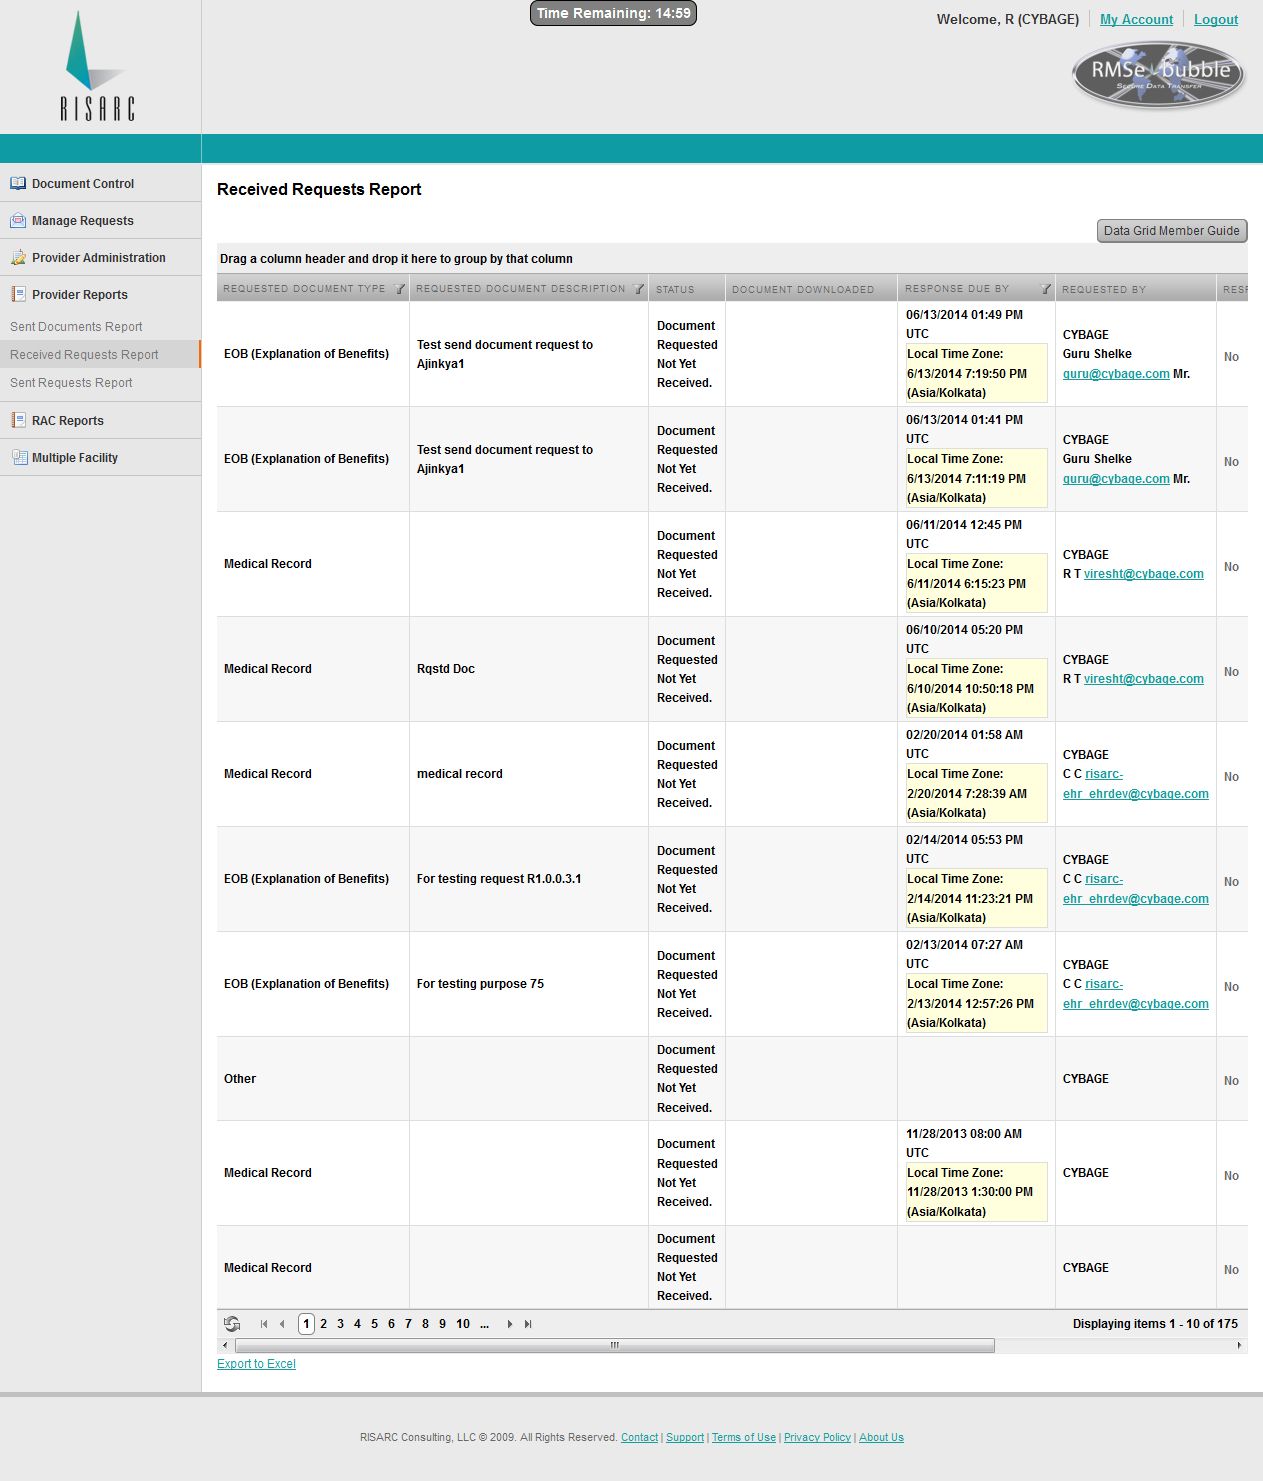 Time Remaining: 14:59
Welcome, R (CYBAGE) My Account Logout
RISARC
RMSe bubble
SECURE DATA TRANSFER
Document Control
Manage Requests
Provider Administration
Provider Reports
Sent Documents Report
Received Requests Report
Sent Requests Report
RAC Reports
Multiple Facility
Received Requests Report
Data Grid Member Guide
Drag a column header and drop it here to group by that column
REQUESTED DOCUMENT TYPE REQUESTED DOCUMENT DESCRIPTION STATUS DOCUMENT DOWNLOADED RESPONSE DUE BY REQUESTED BY
EOB (Explanation of Benefits)
Test send document request to
Ajinkya1
Document
Requested
Not Yet
Received.
06/13/2014 01:49 PM
UTC
Local Time Zone:
6/13/2014 7:19:50 PM
(Asia/Kolkata)
CYBAGE
Guru Shelke
guru@cybage.com Mr.
No
EOB (Explanation of Benefits)
Test send document request to
Ajinkya1
Document
Requested
Not Yet
Received.
06/13/2014 01:41 PM
UTC
Local Time Zone:
6/13/2014 7:11:19 PM
(Asia/Kolkata)
CYBAGE
Guru Shelke
guru@cybage.com Mr.
No
Medical Record
Document
Requested
Not Yet
Received.
06/11/2014 12:45 PM
UTC
Local Time Zone:
6/11/2014 6:15:23 PM
(Asia/Kolkata)
CYBAGE
R T viresht@cybage.com
No
Medical Record
Rqstd Doc
Document
Requested
Not Yet
Received.
06/10/2014 05:20 PM
UTC
Local Time Zone:
6/10/2014 10:50:18 PM
(Asia/Kolkata)
CYBAGE
R T viresht@cybage.com
No
Medical Record
medical record
Document
Requested
Not Yet
Received.
02/20/2014 01:58 AM
UTC
Local Time Zone:
2/20/2014 7:28:39 AM
(Asia/Kolkata)
CYBAGE
C C risarc-
ehr_ehrdev@cybage.com
No
EOB (Explanation of Benefits)
For testing request R1.0.0.3.1
Document
Requested
Not Yet
Received.
02/14/2014 05:53 PM
UTC
Local Time Zone:
2/14/2014 11:23:21 PM
(Asia/Kolkata)
CYBAGE
C C risarc-
ehr_ehrdev@cybage.com
No
EOB (Explanation of Benefits)
For testing purpose 75
Document
Requested
Not Yet
Received.
02/13/2014 07:27 AM
UTC
Local Time Zone:
2/13/2014 12:57:26 PM
(Asia/Kolkata)
CYBAGE
C C risarc-
ehr_ehrdev@cybage.com
No
Other
Document
Requested
Not Yet
Received.
CYBAGE
No
Medical Record
Document
Requested
Not Yet
Received.
11/28/2013 08:00 AM
UTC
Local Time Zone:
11/28/2013 1:30:00 PM
(Asia/Kolkata)
CYBAGE
No
Medical Record
Document
Requested
Not Yet
Received.
CYBAGE
No
1 2 3 4 5 6 7 8 9 10 ... Displaying items 1 - 10 of 175
Export to Excel
RISARC Consulting, LLC © 2009. All Rights Reserved. Contact | Support | Terms of Use | Privacy Policy | About Us